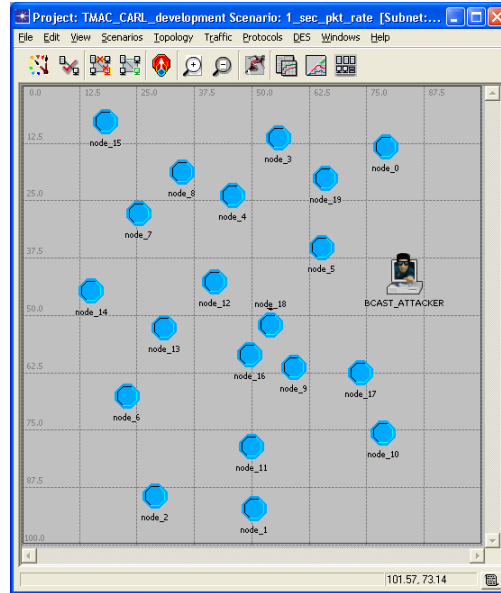 Project: TMAC_CARL_development Scenario: 1_sec_pkt_rate [Subnet:...
File Edit View Scenarios Topology Traffic Protocols DES Windows Help
0.0 12.5 25.0 37.5 50.0 62.5 75.0 87.5
node_15
12.5
node_3
node_0
node_8
25.0
node_4
node_19
node_7
37.5
node_5
node_14
node_12
node_18
BCAST_ATTACKER
50.0
node_13
62.5
node_16
node_9
node_17
node_6
75.0
node_10
node_11
87.5
node_2
node_1
100.0
101.57, 73.14